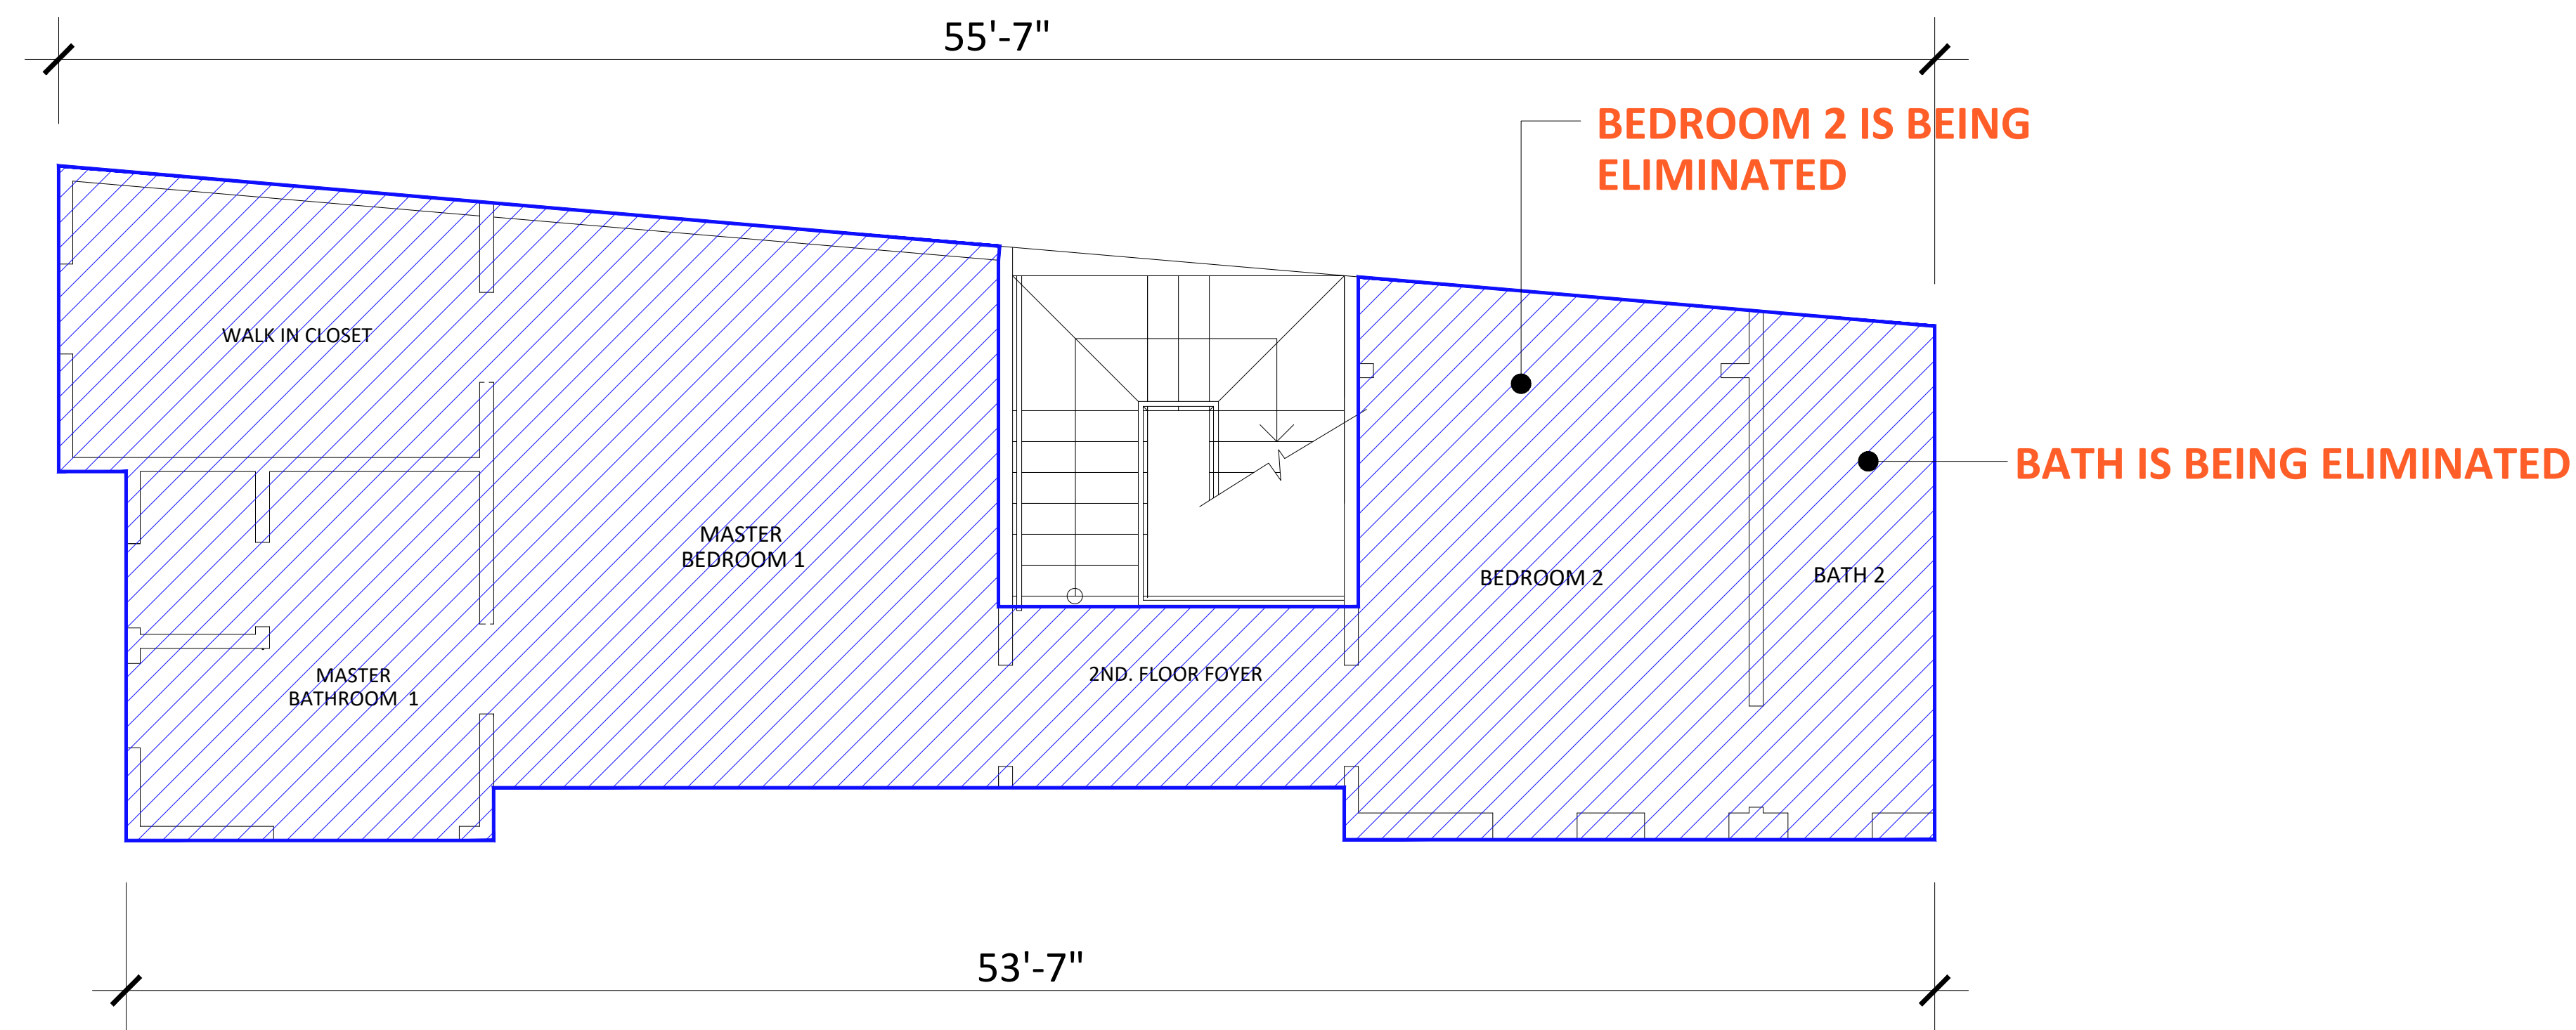 55'-7"
BEDROOM 2 IS BEING
ELIMINATED
WALK IN CLOSET
BATH IS BEING ELIMINATED
MASTER
BEDROOM 1
BEDROOM 2
BATH 2
MASTER
BATHROOM 1
2ND. FLOOR FOYER
53'-7"